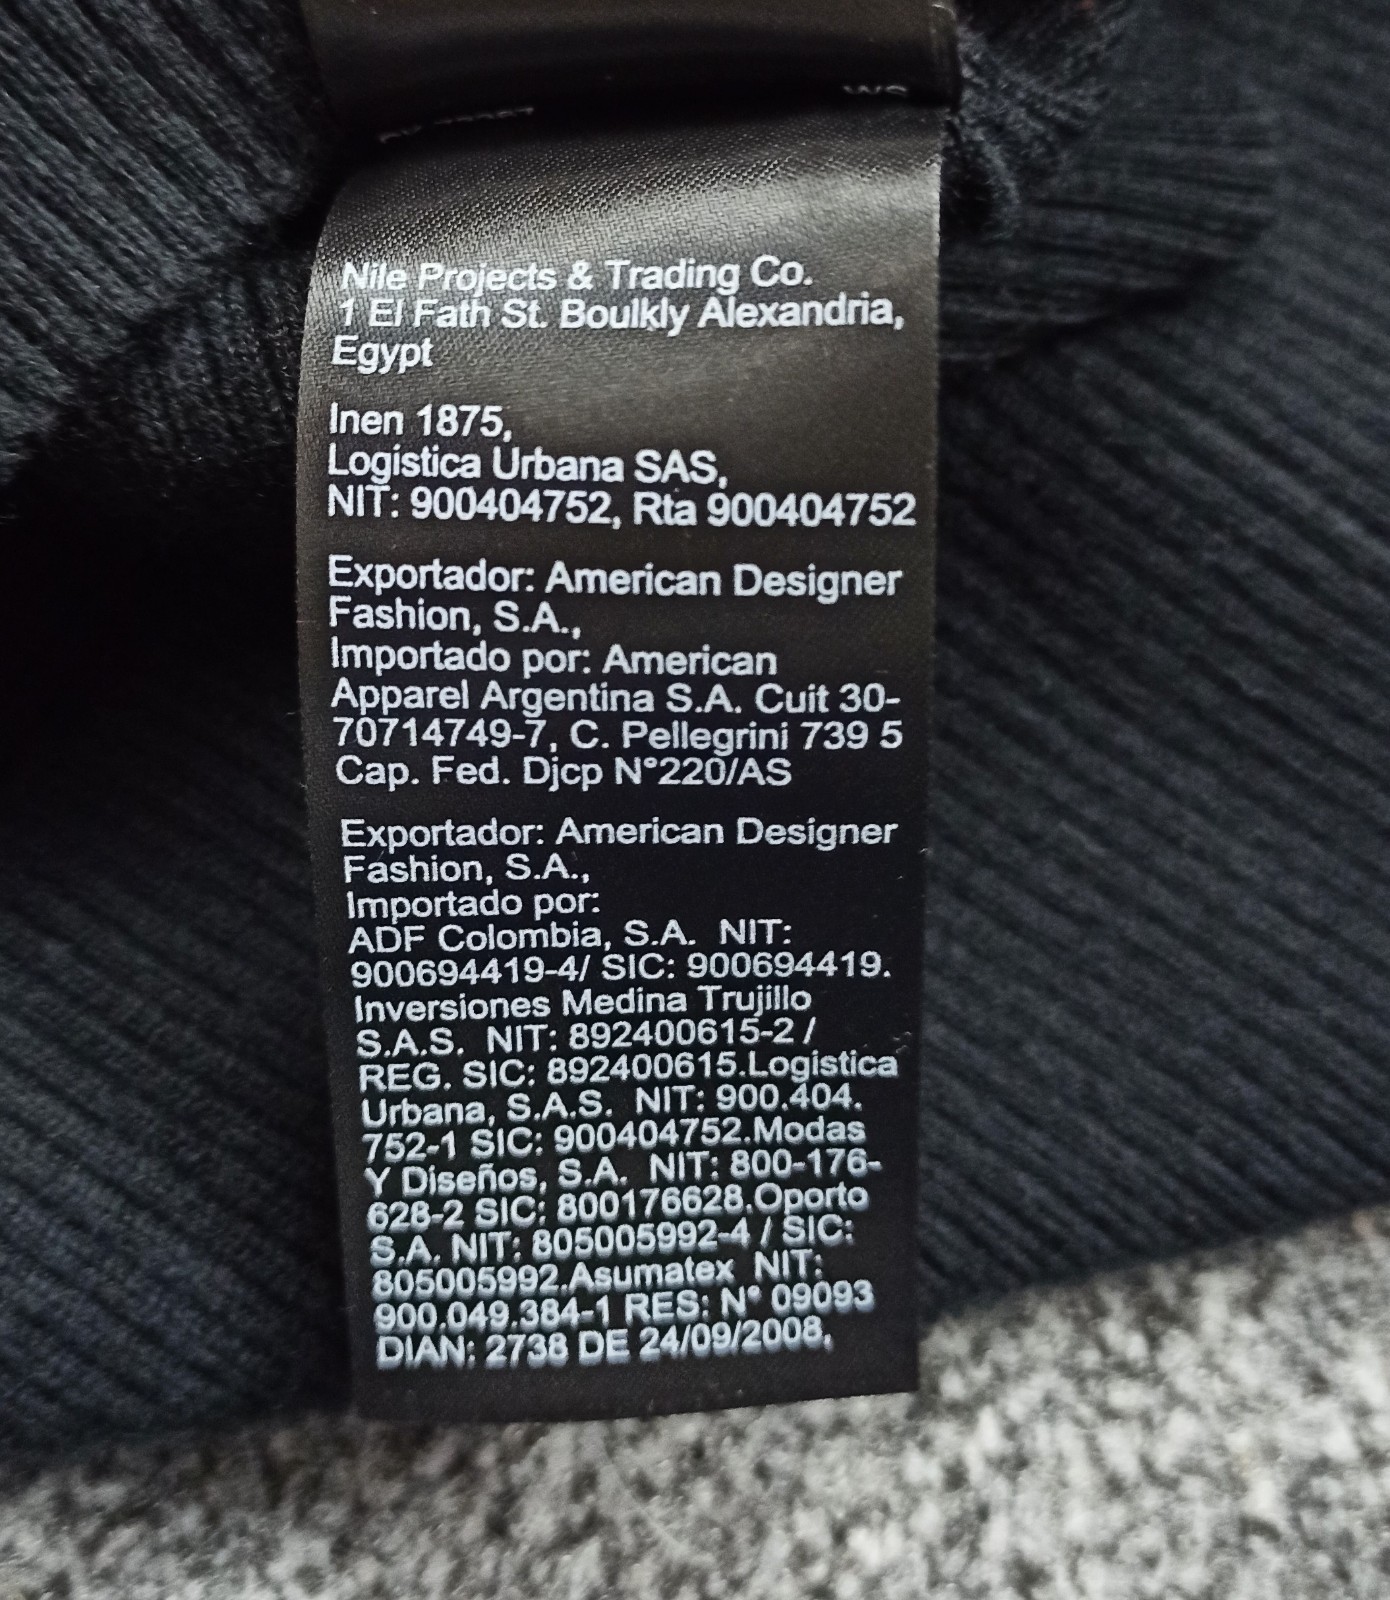 Nile Projects & Trading Co.
1 El Fath St. Boulkly Alexandria,
Egypt
Inen 1875,
Logistica Urbana SAS,
NIT: 900404752, Rta 900404752
Exportador: American Designer
Fashion, S.A.,
Importado por: American
Apparel Argentina S.A. Cuit 30-
70714749-7, C. Pellegrini 739 5
Cap. Fed. Djcp N°220/AS
Exportador: American Designer
Fashion, S.A.,
Importado por:
ADF Colombia, S.A. NIT:
900694419-4/ SIC: 900694419.
Inversiones Medina Trujillo
S.A.S. NIT: 892400615-2 /
REG. SIC: 892400615.Logistica
Urbana, S.A.S. NIT: 900.404.
752-1 SIC: 900404752.Modas
Y Diseños, S.A. NIT: 800-176-
628-2 SIC: 800176628.Oporto
S.A. NIT: 805005992-4 / SIC:
805005992.Asumatex NIT:
900.049.384-1 RES: N° 09093
DIAN: 2738 DE 24/09/2008,